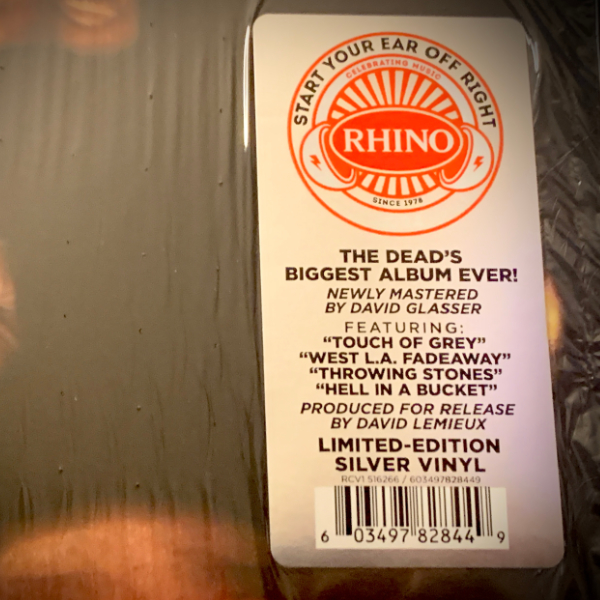 START YOUR EAR OFF RIGHT
CELEBRATING MUSIC
RHINO
SINCE 1978
THE DEAD'S
BIGGEST ALBUM EVER!
NEWLY MASTERED
BY DAVID GLASSER
FEATURING:
"TOUCH OF GREY"
"WEST L.A. FADEAWAY"
"THROWING STONES"
"HELL IN A BUCKET"
PRODUCED FOR RELEASE
BY DAVID LEMIEUX
LIMITED-EDITION
SILVER VINYL
RCV1 516266 / 603497828449
6 03497 82844 9